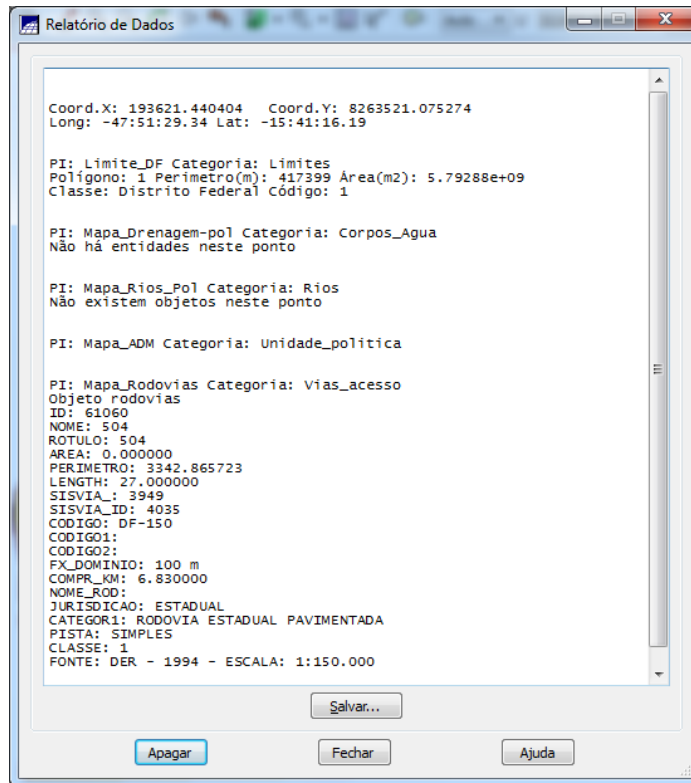 Relatório de Dados
Coord.X: 193621.440404 Coord.Y: 8263521.075274
Long: -47:51:29.34 Lat: -15:41:16.19
PI: Limite_DF Categoria: Limites
Polígono: 1 Perimetro(m): 417399 Área(m2): 5.79288e+09
Classe: Distrito Federal Código: 1
PI: Mapa_Drenagem-pol Categoria: Corpos_Agua
Não há entidades neste ponto
PI: Mapa_Rios_Pol Categoria: Rios
Não existem objetos neste ponto
PI: Mapa_ADM Categoria: Unidade_politica
PI: Mapa_Rodovias Categoria: Vias_acesso
Objeto rodovias
ID: 61060
NOME: 504
ROTULO: 504
AREA: 0.000000
PERIMETRO: 3342.865723
LENGTH: 27.000000
SISVIA_: 3949
SISVIA_ID: 4035
CODIGO: DF-150
CODIGO1:
CODIGO2:
FX_DOMINIO: 100 m
COMPR_KM: 6.830000
NOME_ROD:
JURISDICAO: ESTADUAL
CATEGOR1: RODOVIA ESTADUAL PAVIMENTADA
PISTA: SIMPLES
CLASSE: 1
FONTE: DER - 1994 - ESCALA: 1:150.000
Salvar...
Apagar Fechar Ajuda